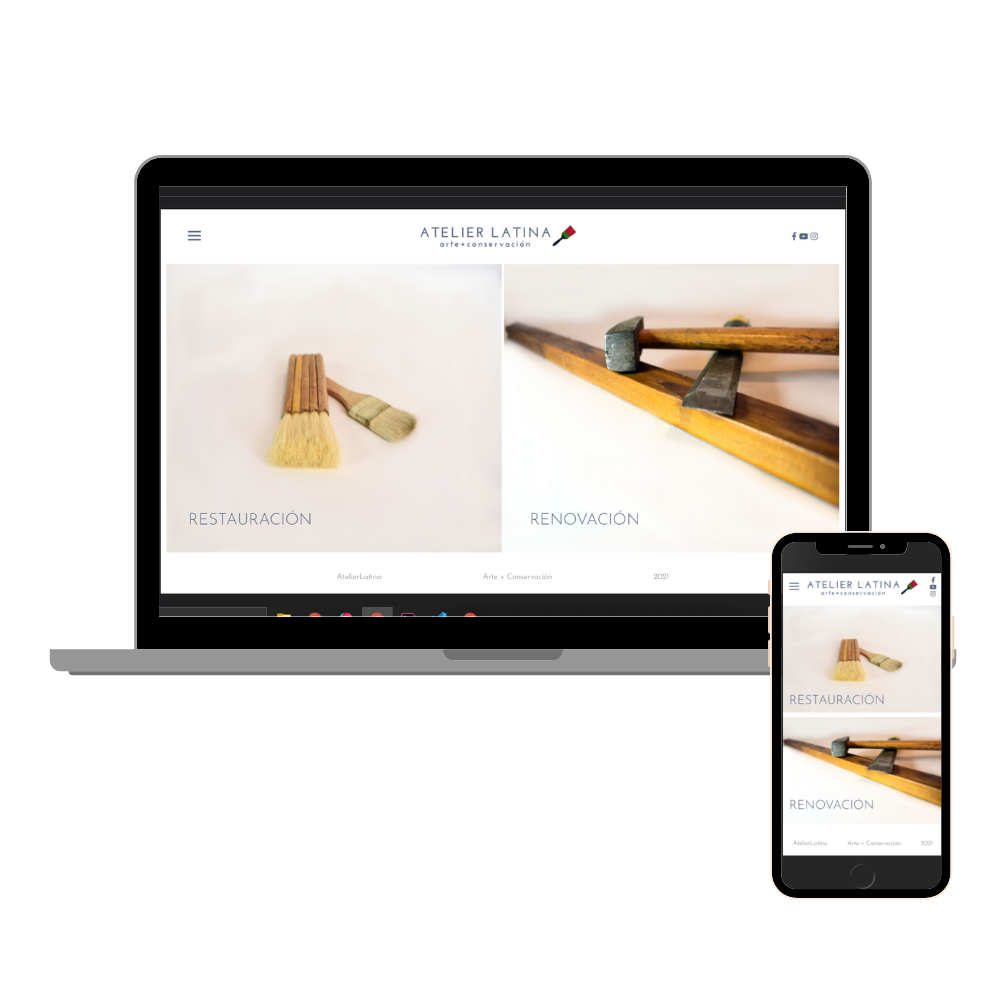 ATELIER LATINA
arte+conservación
RESTAURACIÓN
RENOVACIÓN
AtelierLatina Arte + Conservación 2021
ATELIER LATINA
arte+conservación
RESTAURACIÓN
RENOVACIÓN
AtelierLatina Arte + Conservación 2021